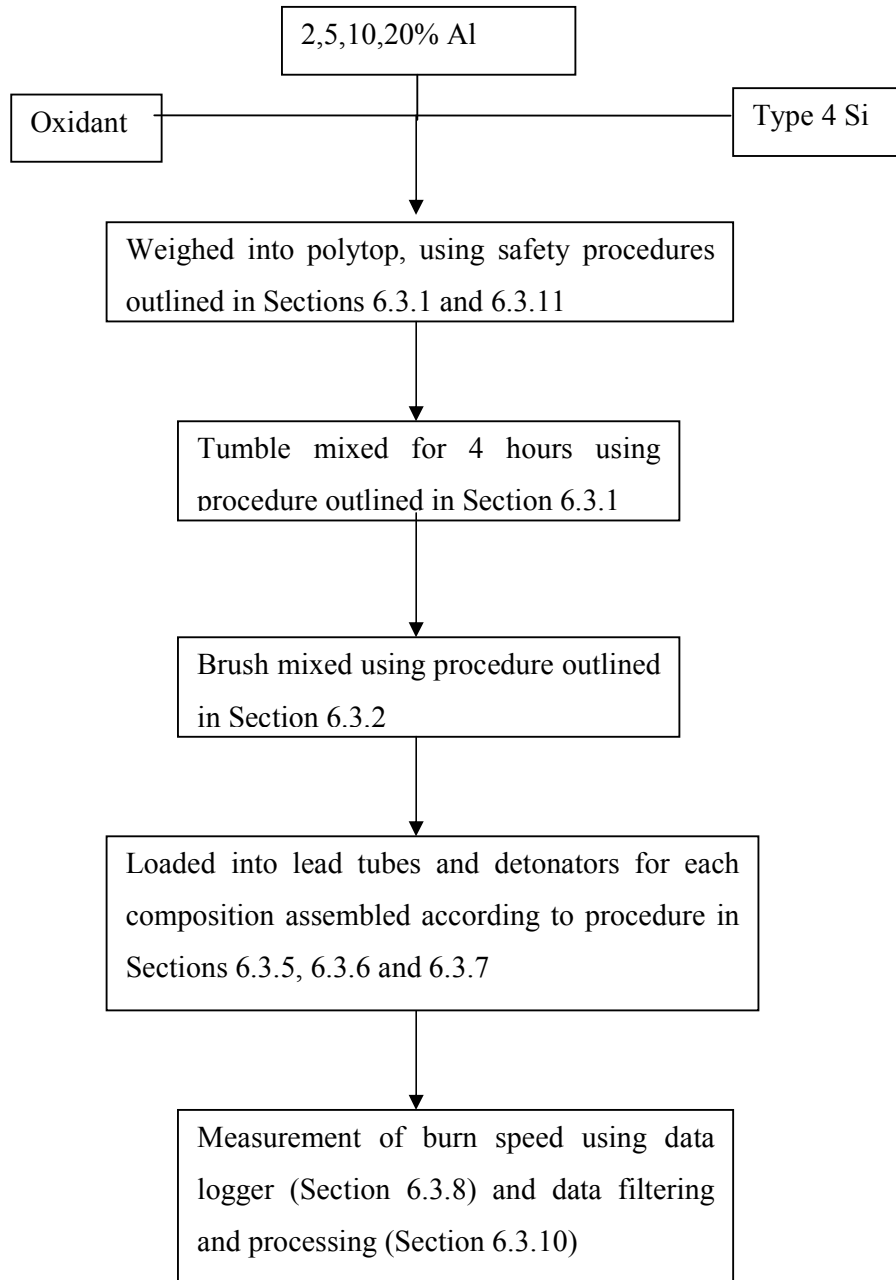 2,5,10,20% Al
Oxidant
Type 4 Si
Weighed into polytop, using safety procedures
outlined in Sections 6.3.1 and 6.3.11
Tumble mixed for 4 hours using
procedure outlined in Section 6.3.1
Brush mixed using procedure outlined
in Section 6.3.2
Loaded into lead tubes and detonators for each
composition assembled according to procedure in
Sections 6.3.5, 6.3.6 and 6.3.7
Measurement of burn speed using data
logger (Section 6.3.8) and data filtering
and processing (Section 6.3.10)